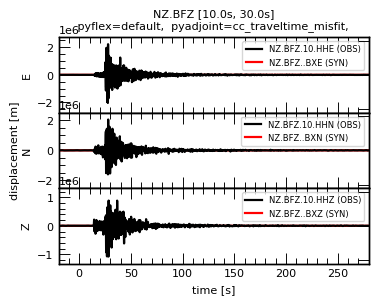 NZ.BFZ [10.0s, 30.0s]
pyflex=default,  pyadjoint=cc_traveltime_misfit,
1e6
2
0
−2
E
NZ.BFZ.10.HHE (OBS)
NZ.BFZ..BXE (SYN)
1e6
2
0
−2
N
NZ.BFZ.10.HHN (OBS)
NZ.BFZ..BXN (SYN)
displacement [m]
1e6
1
0
−1
Z
NZ.BFZ.10.HHZ (OBS)
NZ.BFZ..BXZ (SYN)
0 50 100 150 200 250
time [s]